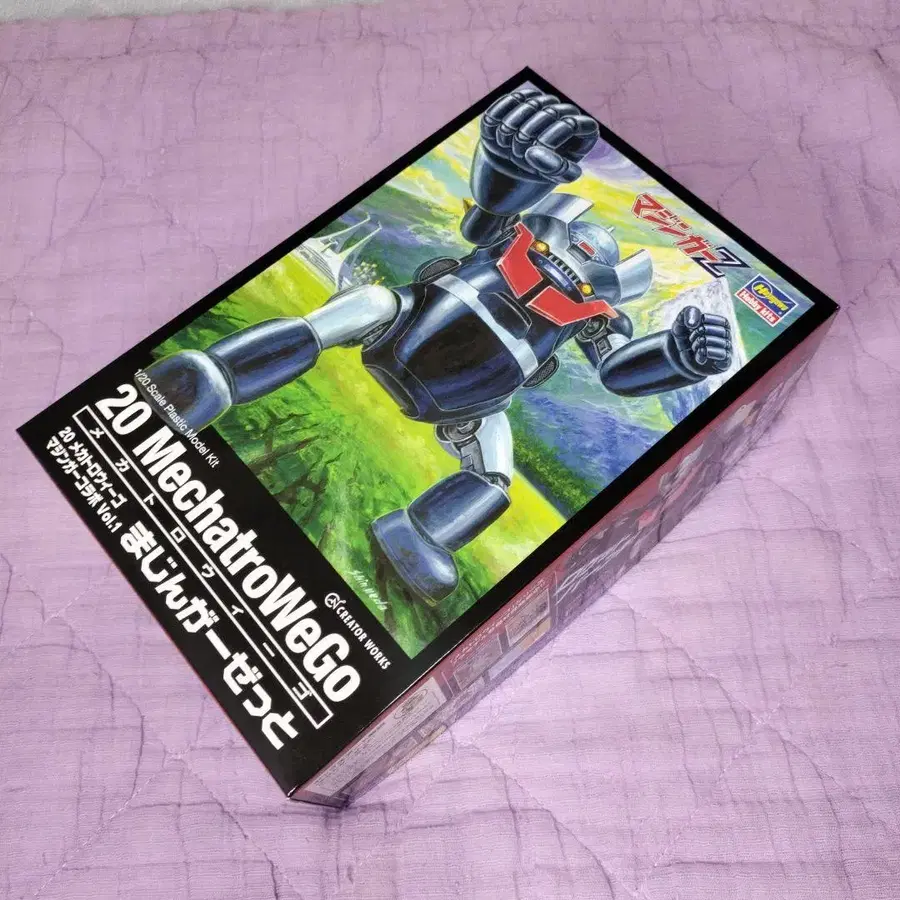 マジンガーZ
Hasegawa
Hobby kits
1/20 Scale Plastic Model Kit
20 MechatroWeGo
メカトロウィーゴ
20 メカトロウィーゴ
マジンガーコラボ Vol.1
まじんがーぜっと
CREATOR WORKS
Shin Ueda